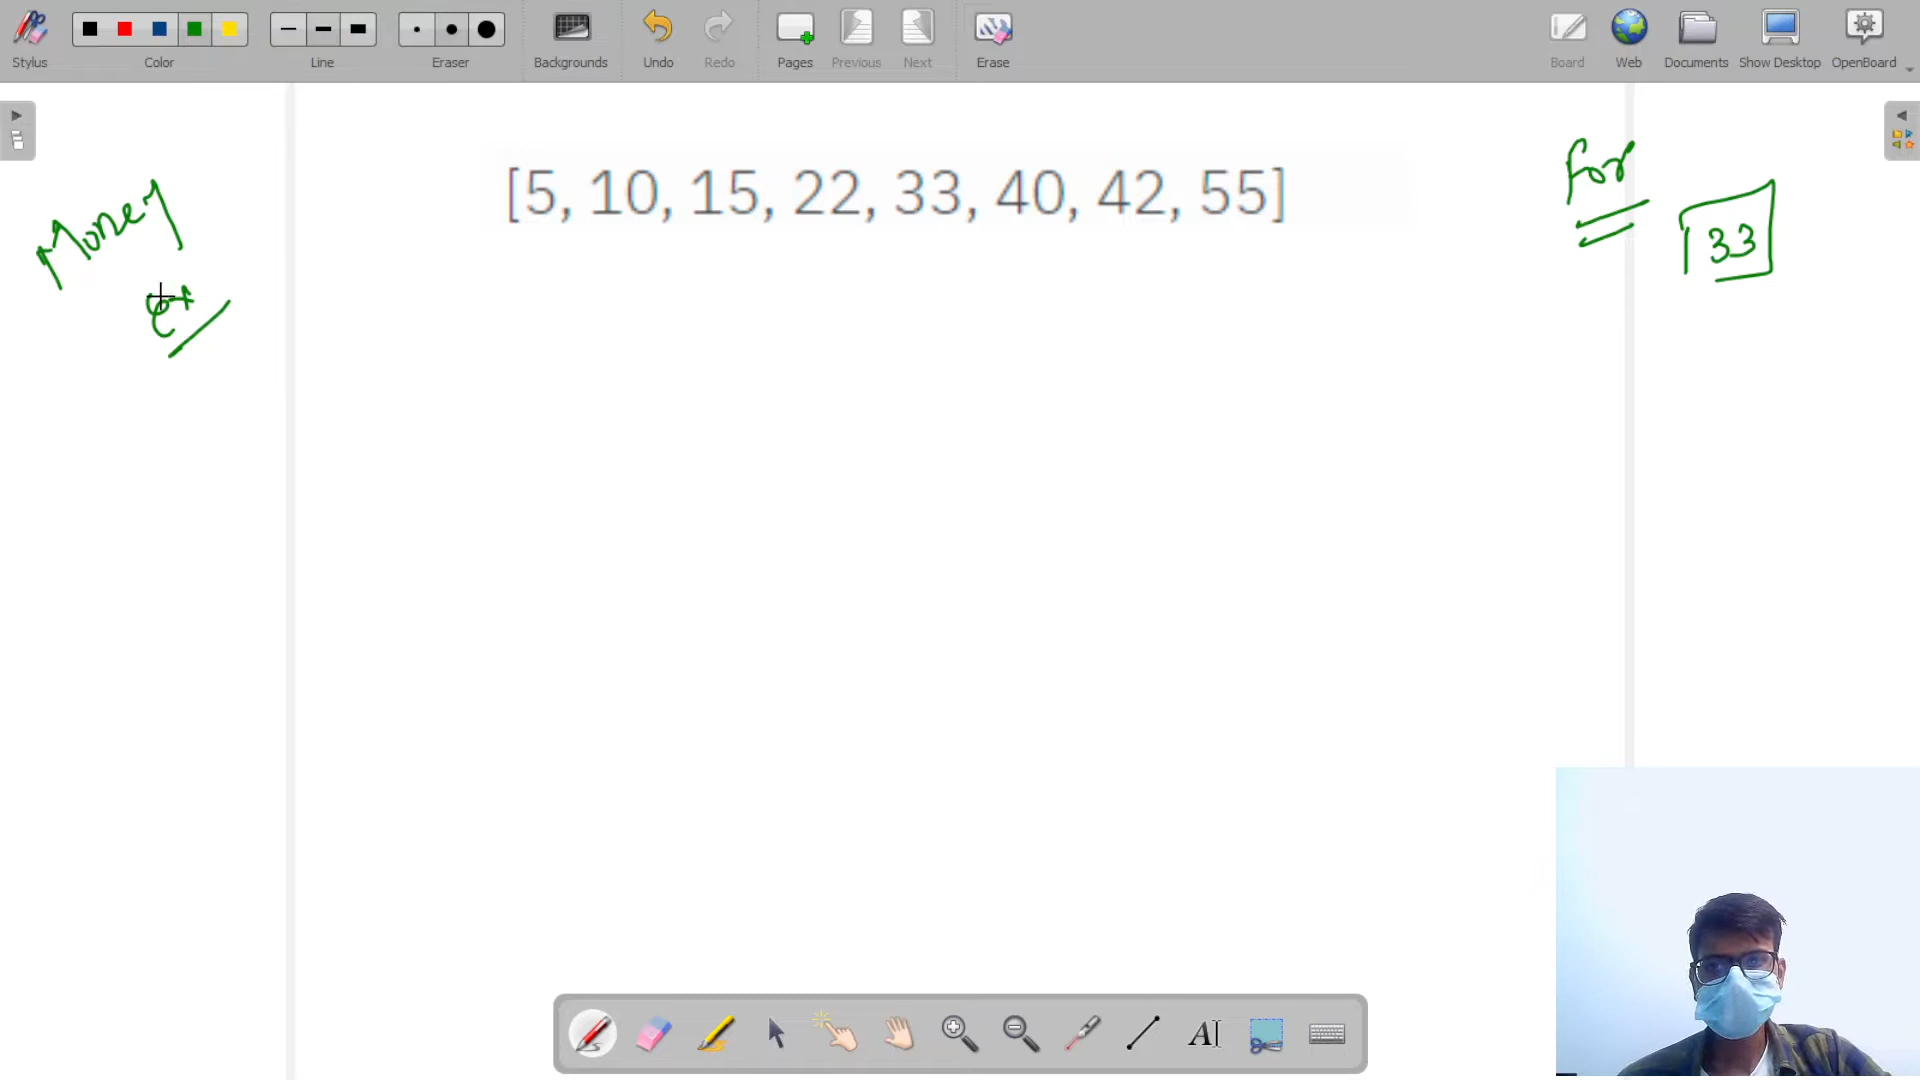 Stylus
Color
Line
Eraser
Backgrounds
Undo
Redo
Pages
Previous
Next
Erase
Board
Web
Documents
Show Desktop
OpenBoard
[5, 10, 15, 22, 33, 40, 42, 55]
For
33
Money
ex
A